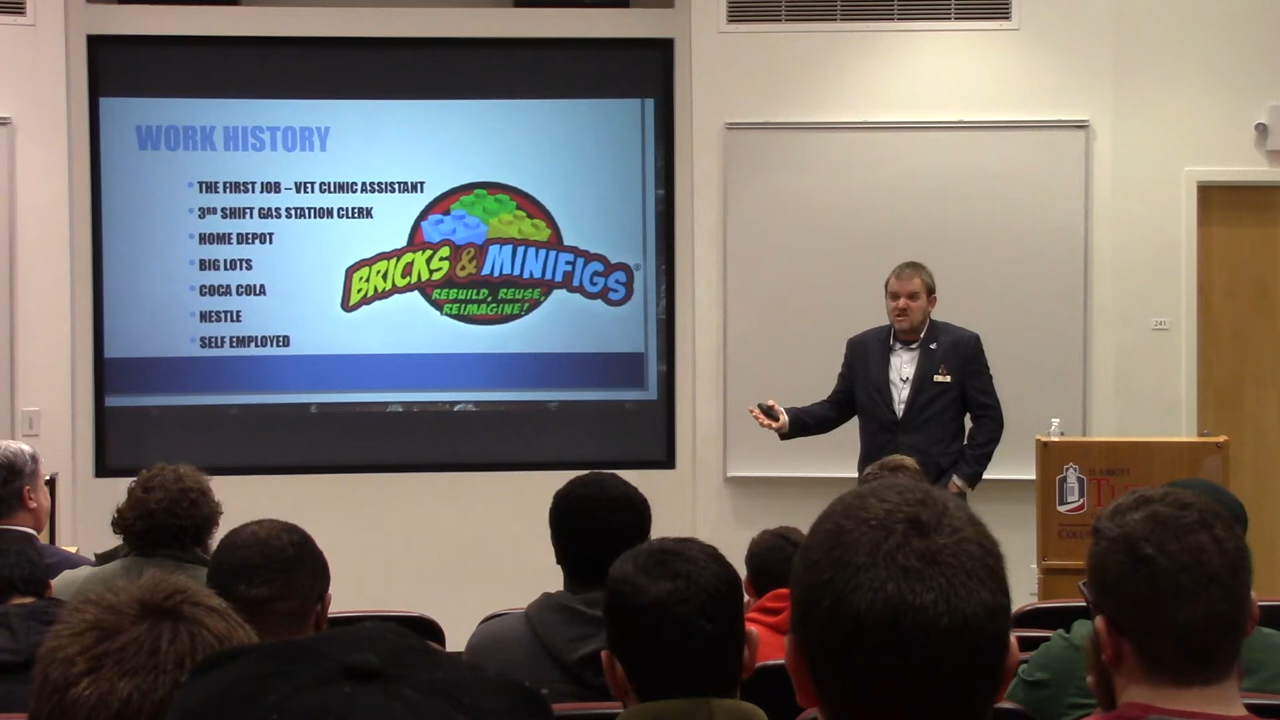 WORK HISTORY
THE FIRST JOB – VET CLINIC ASSISTANT
3RD SHIFT GAS STATION CLERK
HOME DEPOT
BIG LOTS
COCA COLA
NESTLE
SELF EMPLOYED
BRICKS & MINIFIGS®
REBUILD, REUSE,
REIMAGINE!
241